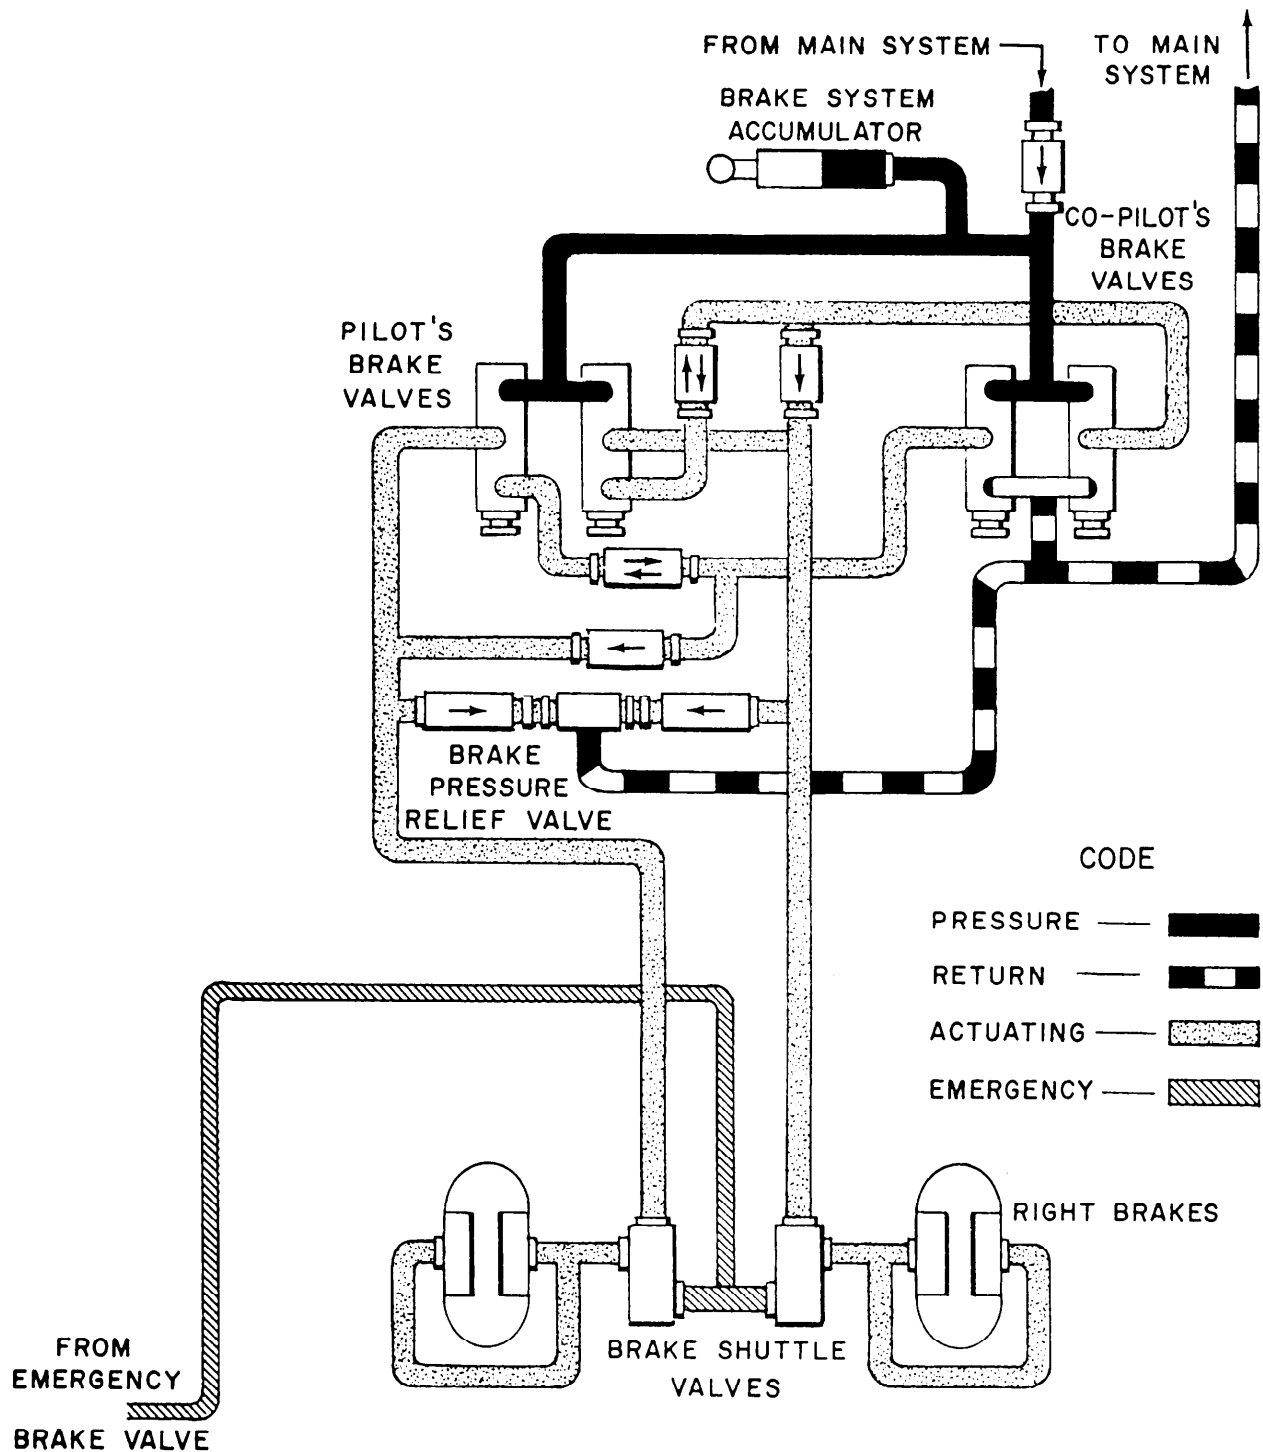 FROM MAIN SYSTEM
TO MAIN
SYSTEM
BRAKE SYSTEM
ACCUMULATOR
CO-PILOT'S
BRAKE
VALVES
PILOT'S
BRAKE
VALVES
BRAKE
PRESSURE
RELIEF VALVE
CODE
PRESSURE
RETURN
ACTUATING
EMERGENCY
RIGHT BRAKES
BRAKE SHUTTLE
VALVES
FROM
EMERGENCY
BRAKE VALVE